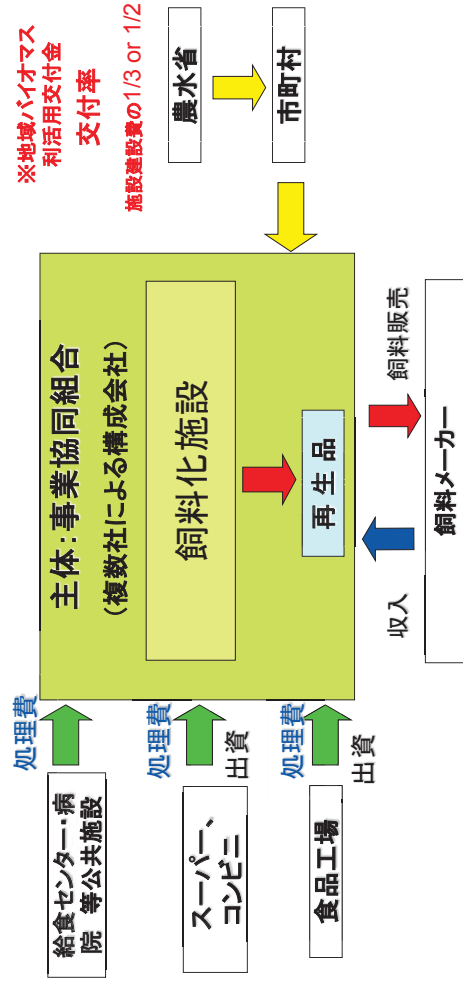 ※地域バイオマス
利活用交付金
交付率
施設建設費の1/3 or 1/2
農水省
市町村
主体：事業協同組合
（複数社による構成会社）
飼料化施設
再生品
処理費
給食センター・病
院 等公共施設
処理費
出資
スーパー、
コンビニ
処理費
出資
食品工場
収入
飼料販売
飼料メーカー